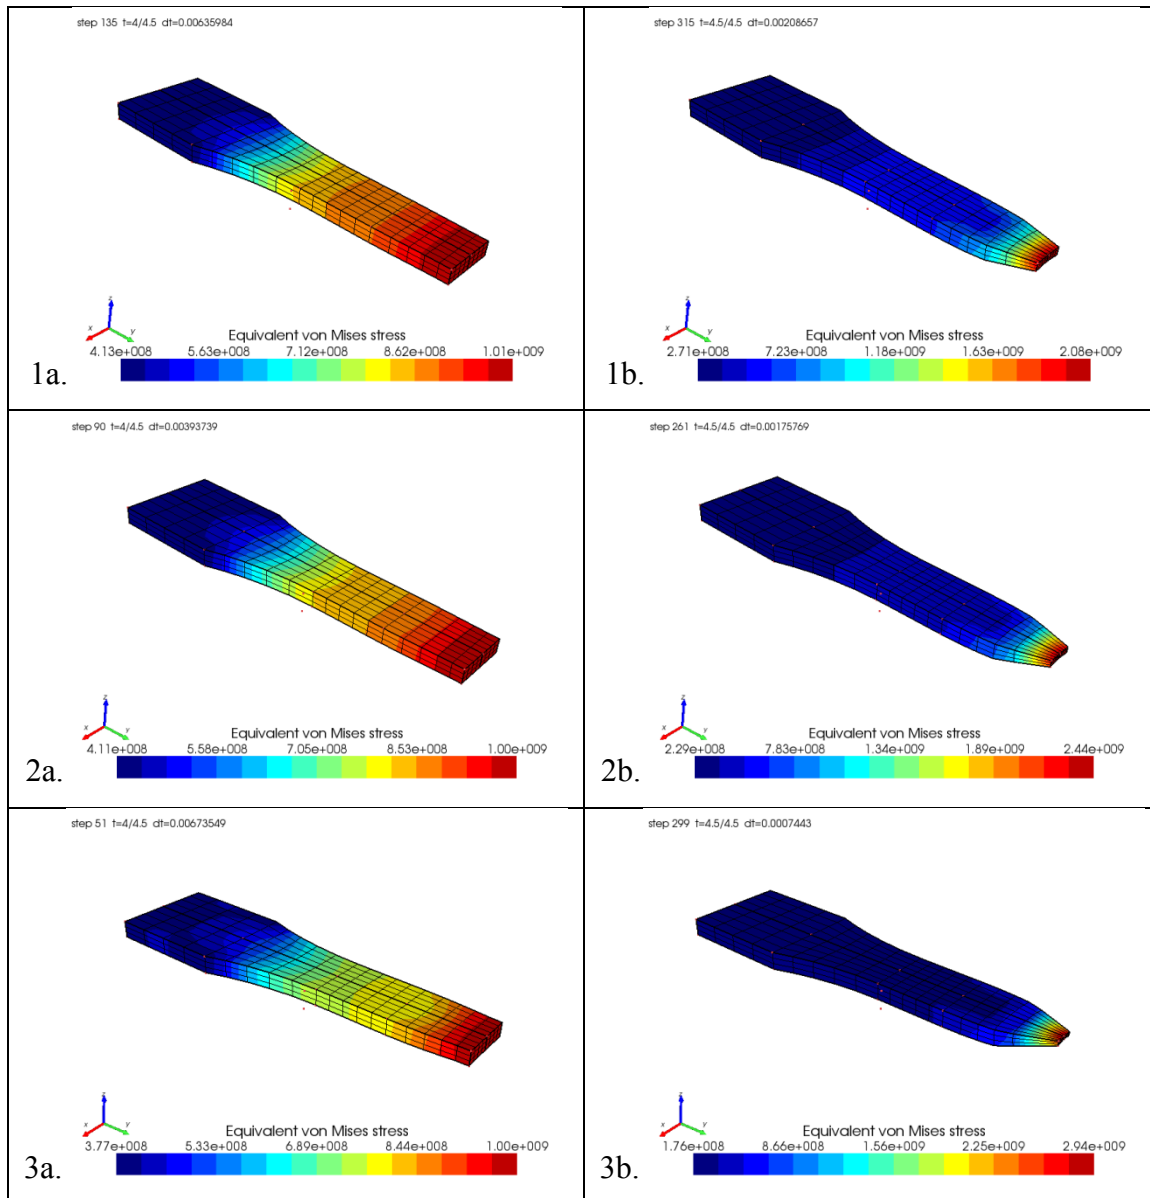 step 135 t=4/4.5 dt=0.00635984
z
x
y
Equivalent von Mises stress
4.13e+008 5.63e+008 7.12e+008 8.62e+008 1.01e+009
1a.
step 315 t=4.5/4.5 dt=0.00208657
z
x
y
Equivalent von Mises stress
2.71e+008 7.23e+008 1.18e+009 1.63e+009 2.08e+009
1b.
step 90 t=4/4.5 dt=0.00393739
z
x
y
Equivalent von Mises stress
4.11e+008 5.58e+008 7.05e+008 8.53e+008 1.00e+009
2a.
step 261 t=4.5/4.5 dt=0.00175769
z
x
y
Equivalent von Mises stress
2.29e+008 7.83e+008 1.34e+009 1.89e+009 2.44e+009
2b.
step 51 t=4/4.5 dt=0.00673549
z
x
y
Equivalent von Mises stress
3.77e+008 5.33e+008 6.89e+008 8.44e+008 1.00e+009
3a.
step 299 t=4.5/4.5 dt=0.0007443
z
x
y
Equivalent von Mises stress
1.76e+008 8.66e+008 1.56e+009 2.25e+009 2.94e+009
3b.